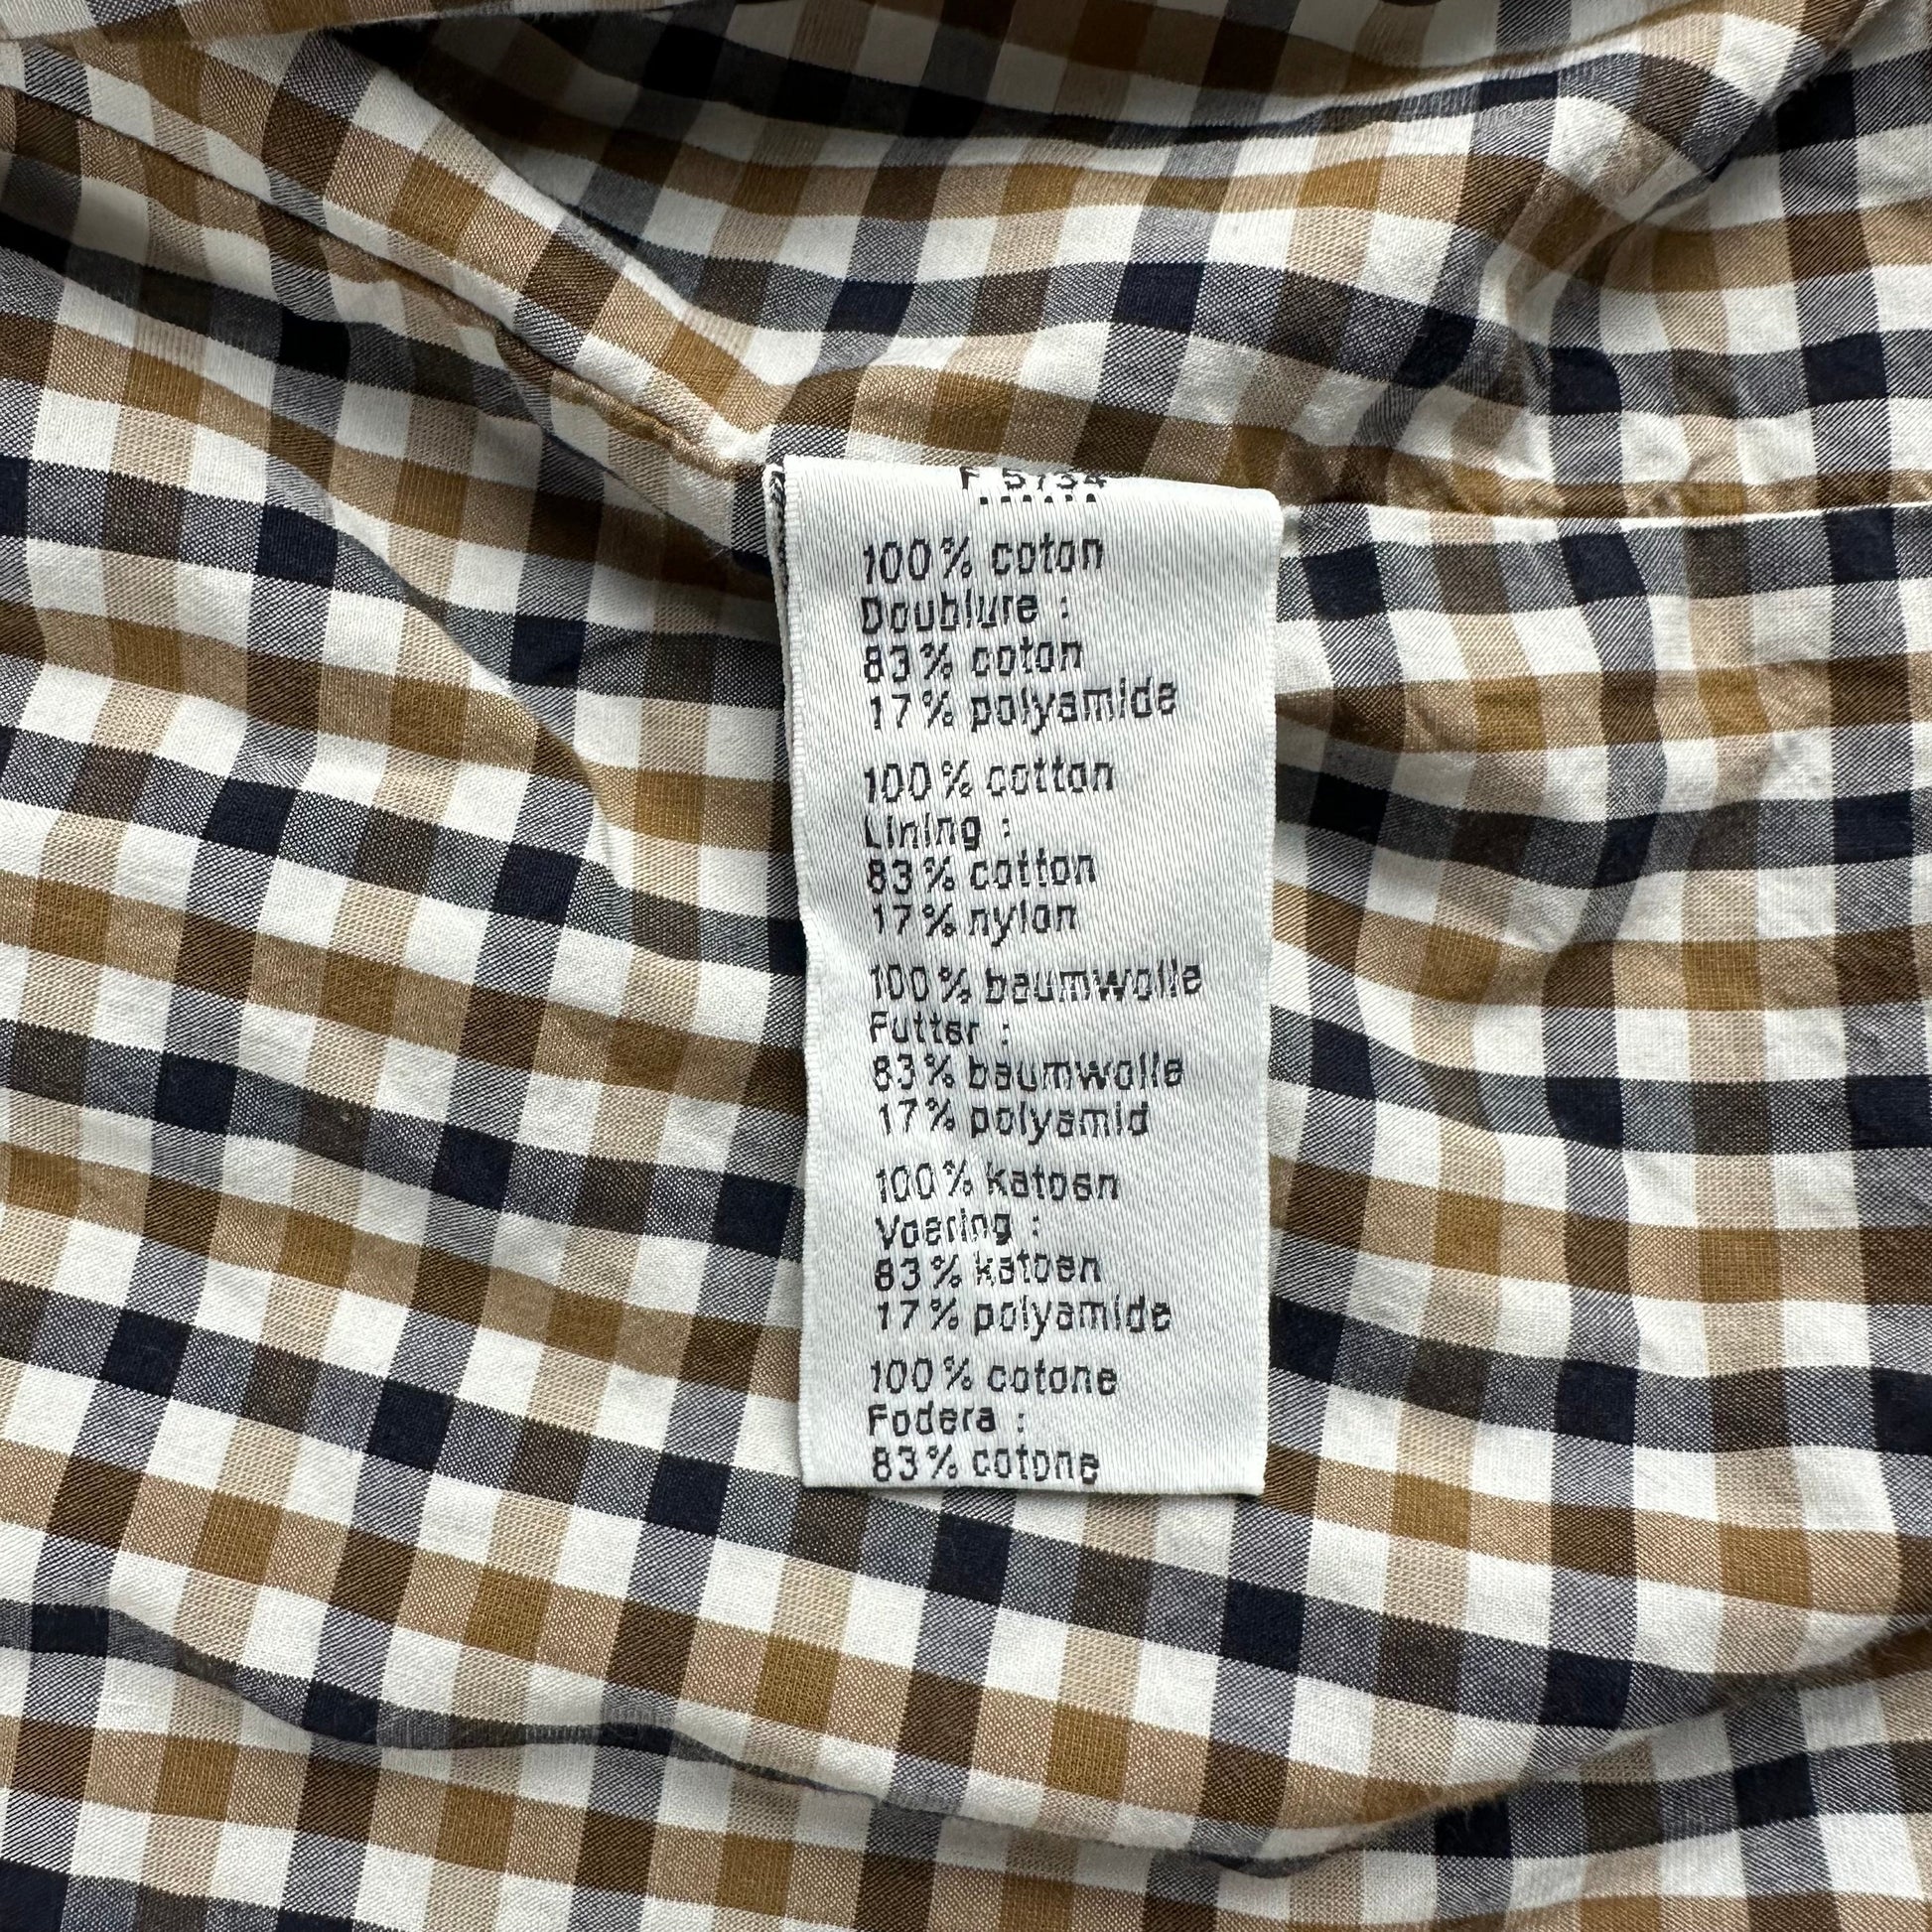 F 5734
100% coton
Doublure :
83% coton
17% polyamide
100% cotton
Lining :
83% cotton
17% nylon
100% baumwolle
Futter :
83% baumwolle
17% polyamid
100% katoen
Voering :
83% katoen
17% polyamide
100% cotone
Fodera :
83% cotone